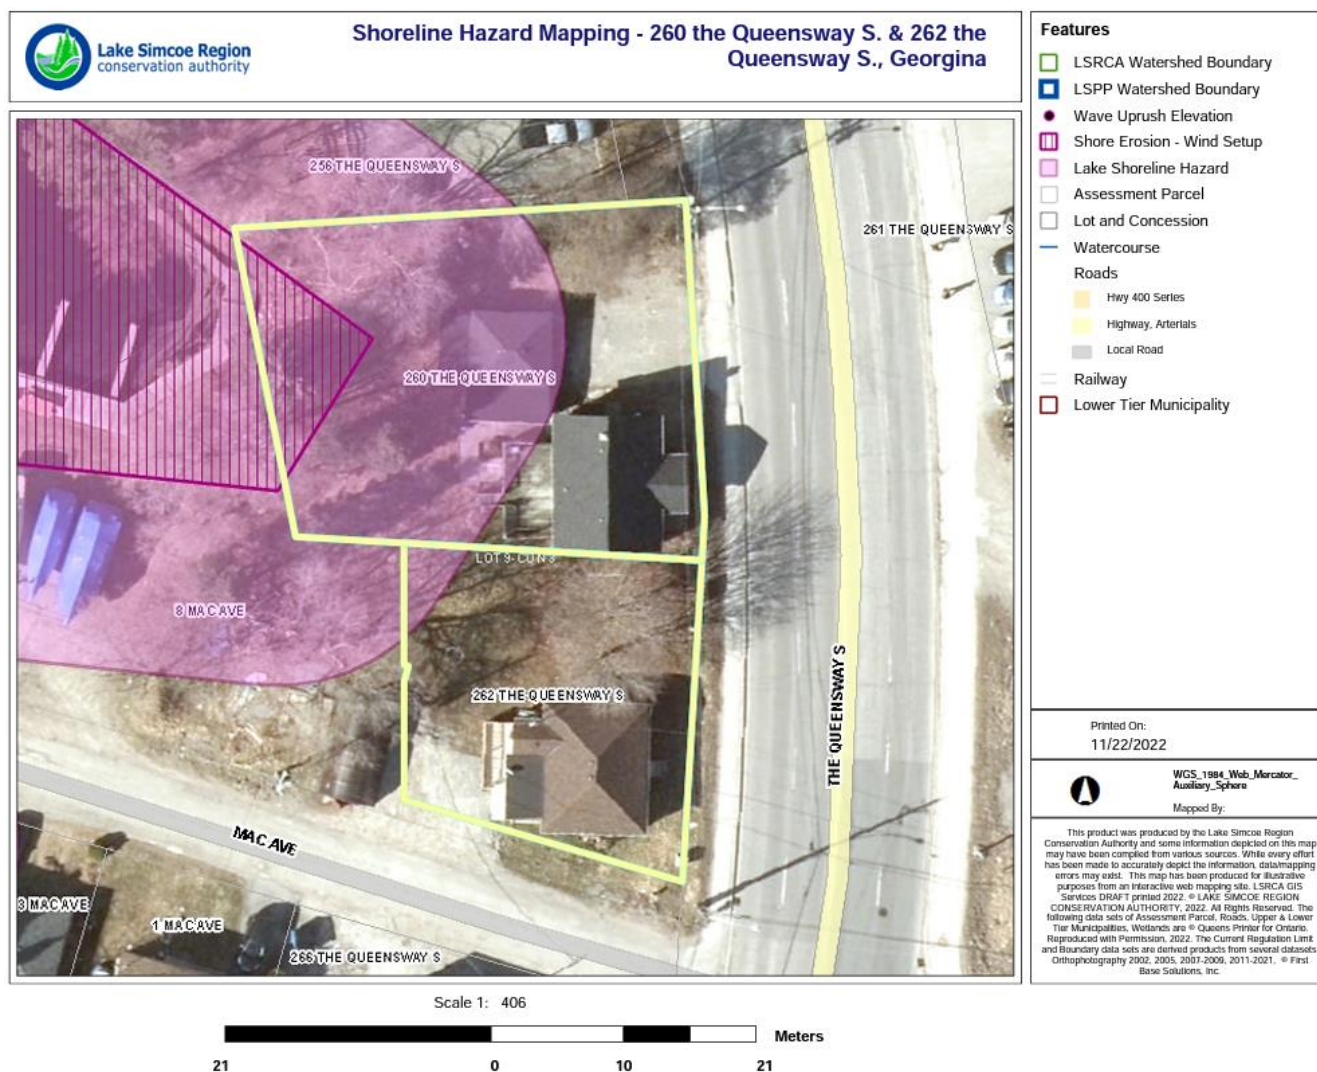 Lake Simcoe Region
conservation authority
Shoreline Hazard Mapping - 260 the Queensway S. & 262 the
Queensway S., Georgina
256 THE QUEENSWAY S
261 THE QUEENSWAY S
260 THE QUEENSWAY S
LOT 9-CON 3
8 MAC AVE
262 THE QUEENSWAY S
THE QUEENSWAY S
MAC AVE
3 MAC AVE
1 MAC AVE
266 THE QUEENSWAY S
Features
LSRCA Watershed Boundary
LSPP Watershed Boundary
Wave Uprush Elevation
Shore Erosion - Wind Setup
Lake Shoreline Hazard
Assessment Parcel
Lot and Concession
Watercourse
Roads
Hwy 400 Series
Highway, Arterials
Local Road
Railway
Lower Tier Municipality
Printed On:
11/22/2022
WGS_1984_Web_Mercator_
Auxiliary_Sphere
Mapped By:
This product was produced by the Lake Simcoe Region
Conservation Authority and some information depicted on this map
may have been compiled from various sources. While every effort
has been made to accurately depict the information, data/mapping
errors may exist. This map has been produced for illustrative
purposes from an interactive web mapping site. LSRCA GIS
Services DRAFT printed 2022. © LAKE SIMCOE REGION
CONSERVATION AUTHORITY, 2022. All Rights Reserved. The
following data sets of Assessment Parcel, Roads, Upper & Lower
Tier Municipalities, Wetlands are © Queens Printer for Ontario.
Reproduced with Permission, 2022. The Current Regulation Limit
and Boundary data sets are derived products from several datasets.
Orthophotography 2002, 2005, 2007-2009, 2011-2021. © First
Base Solutions, Inc.
Scale 1: 406
Meters
21 0 10 21